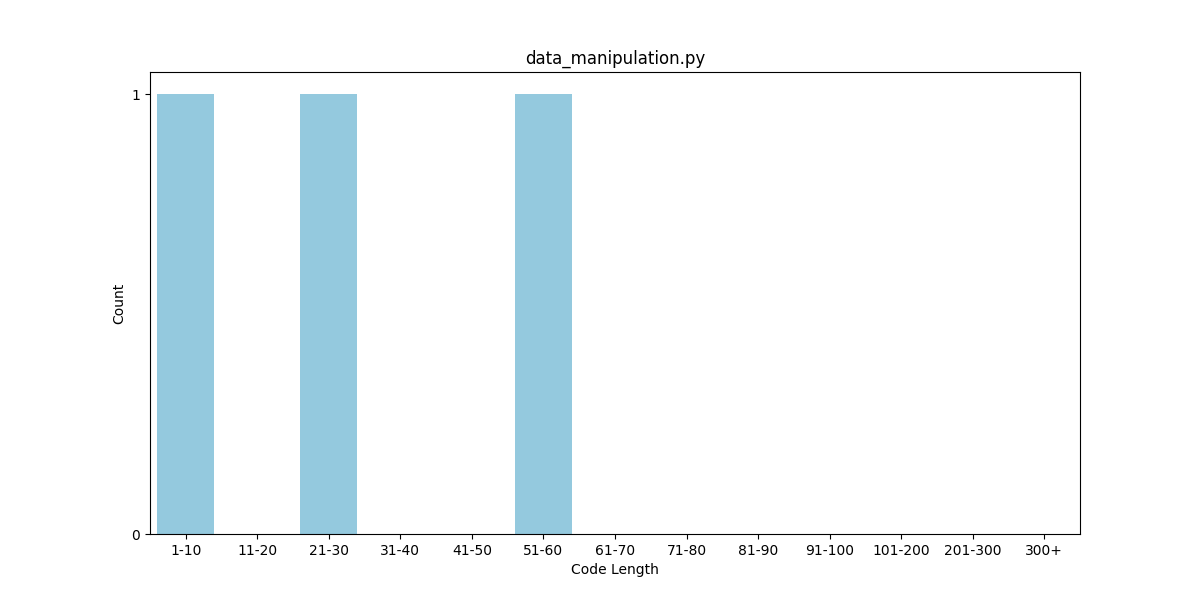 data_manipulation.py
1
Count
0
1-10 11-20 21-30 31-40 41-50 51-60 61-70 71-80 81-90 91-100 101-200 201-300 300+
Code Length